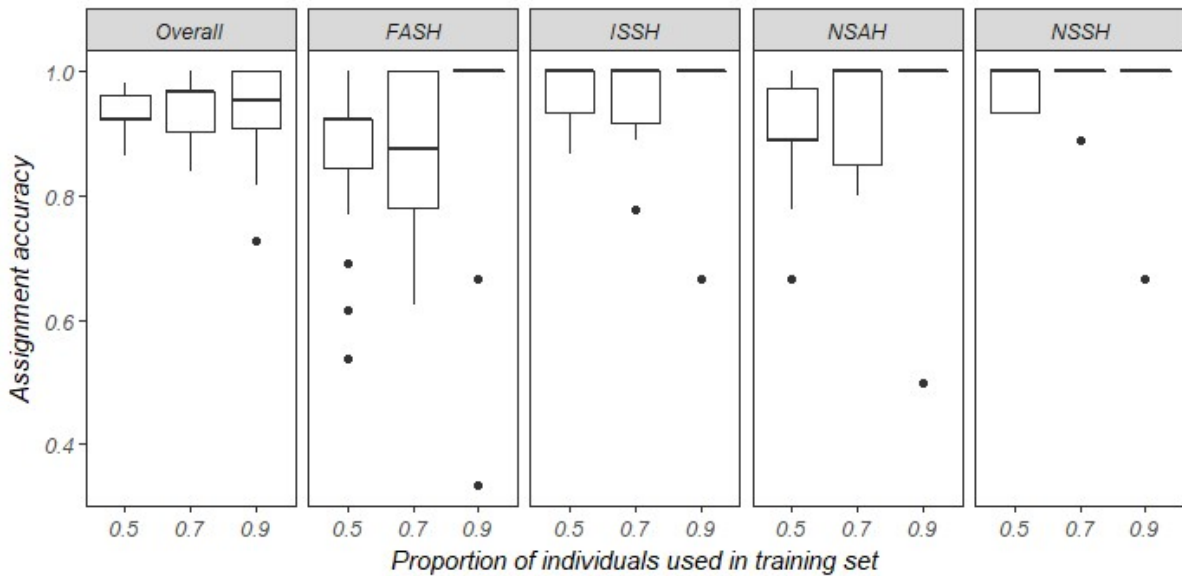 Overall FASH ISSH NSAH NSSH
1.0
0.8
0.6
0.4
Assignment accuracy
0.5 0.7 0.9 0.5 0.7 0.9 0.5 0.7 0.9 0.5 0.7 0.9 0.5 0.7 0.9
Proportion of individuals used in training set